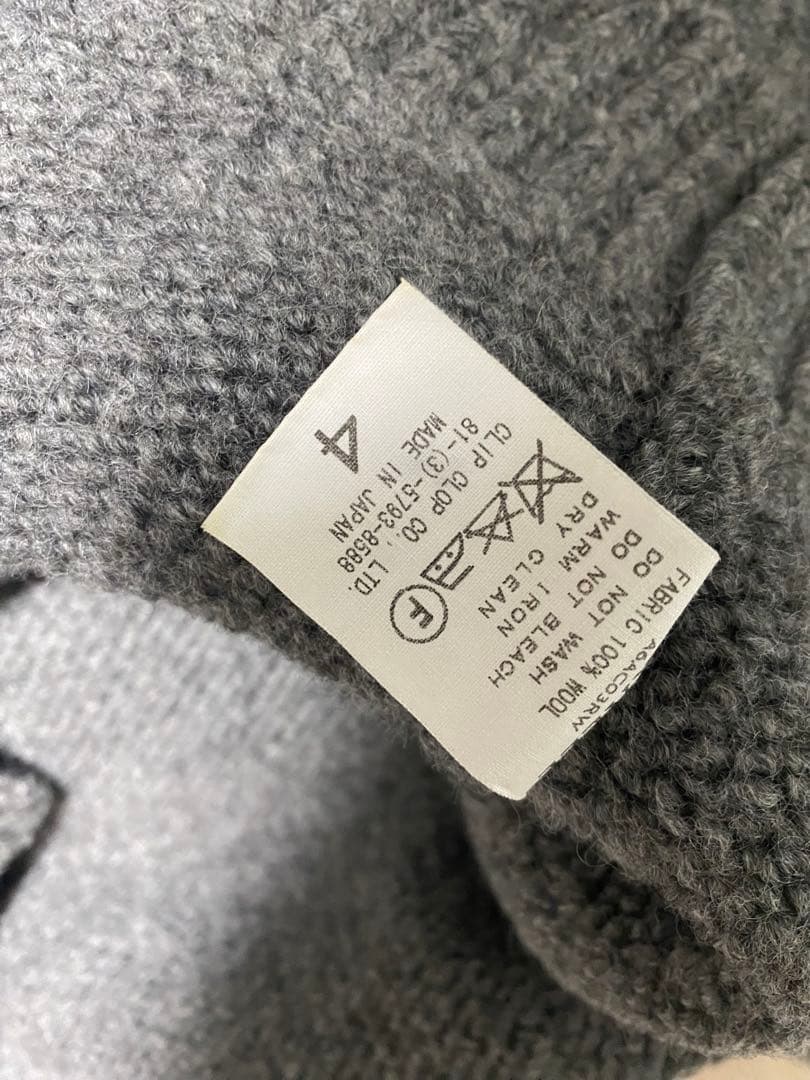 A6AC03RW
FABRIC 100% WOOL
DO NOT WASH
DO NOT BLEACH
WARM IRON
DRY CLEAN
F
CLIP CLOP CO., LTD.
81-(3)-5793-8588
MADE IN JAPAN
4